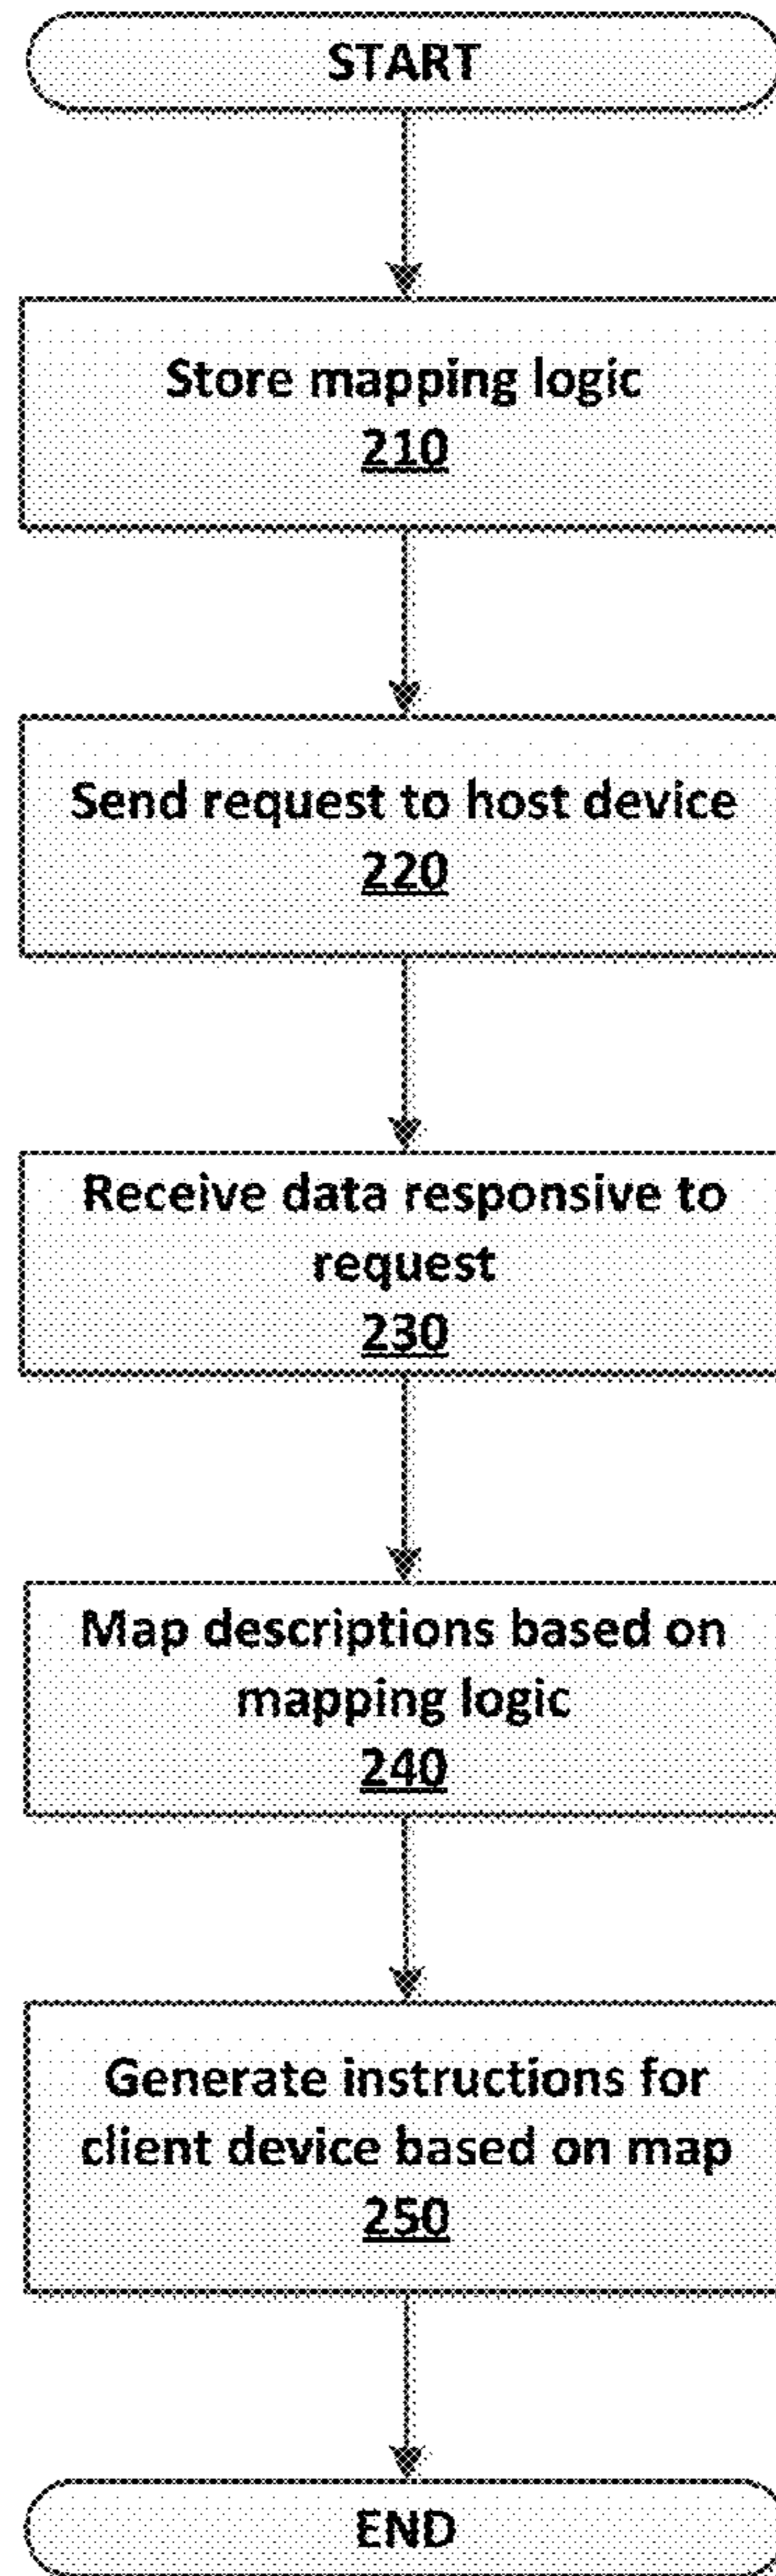 START
Store mapping logic
210
Send request to host device
220
Receive data responsive to
request
230
Map descriptions based on
mapping logic
240
Generate instructions for
client device based on map
250
END